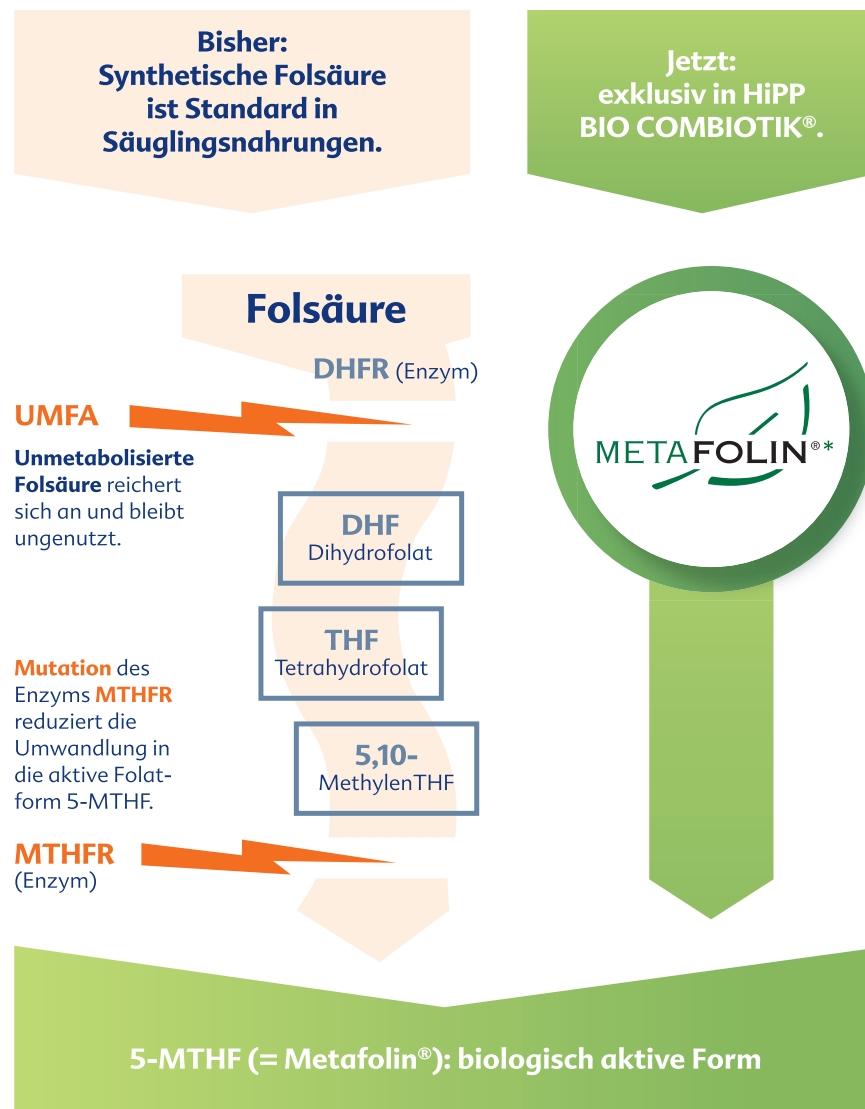 Bisher:
Synthetische Folsäure
ist Standard in
Säuglingsnahrungen.
Jetzt:
exklusiv in HiPP
BIO COMBIOTIK®.
Folsäure
DHFR (Enzym)
UMFA
Unmetabolisierte
Folsäure reichert
sich an und bleibt
ungenutzt.
METAFOLIN®*
DHF
Dihydrofolat
THF
Tetrahydrofolat
Mutation des
Enzyms MTHFR
reduziert die
Umwandlung in
die aktive Folat-
form 5-MTHF.
5,10-
MethylenTHF
MTHFR
(Enzym)
5-MTHF (= Metafolin®): biologisch aktive Form